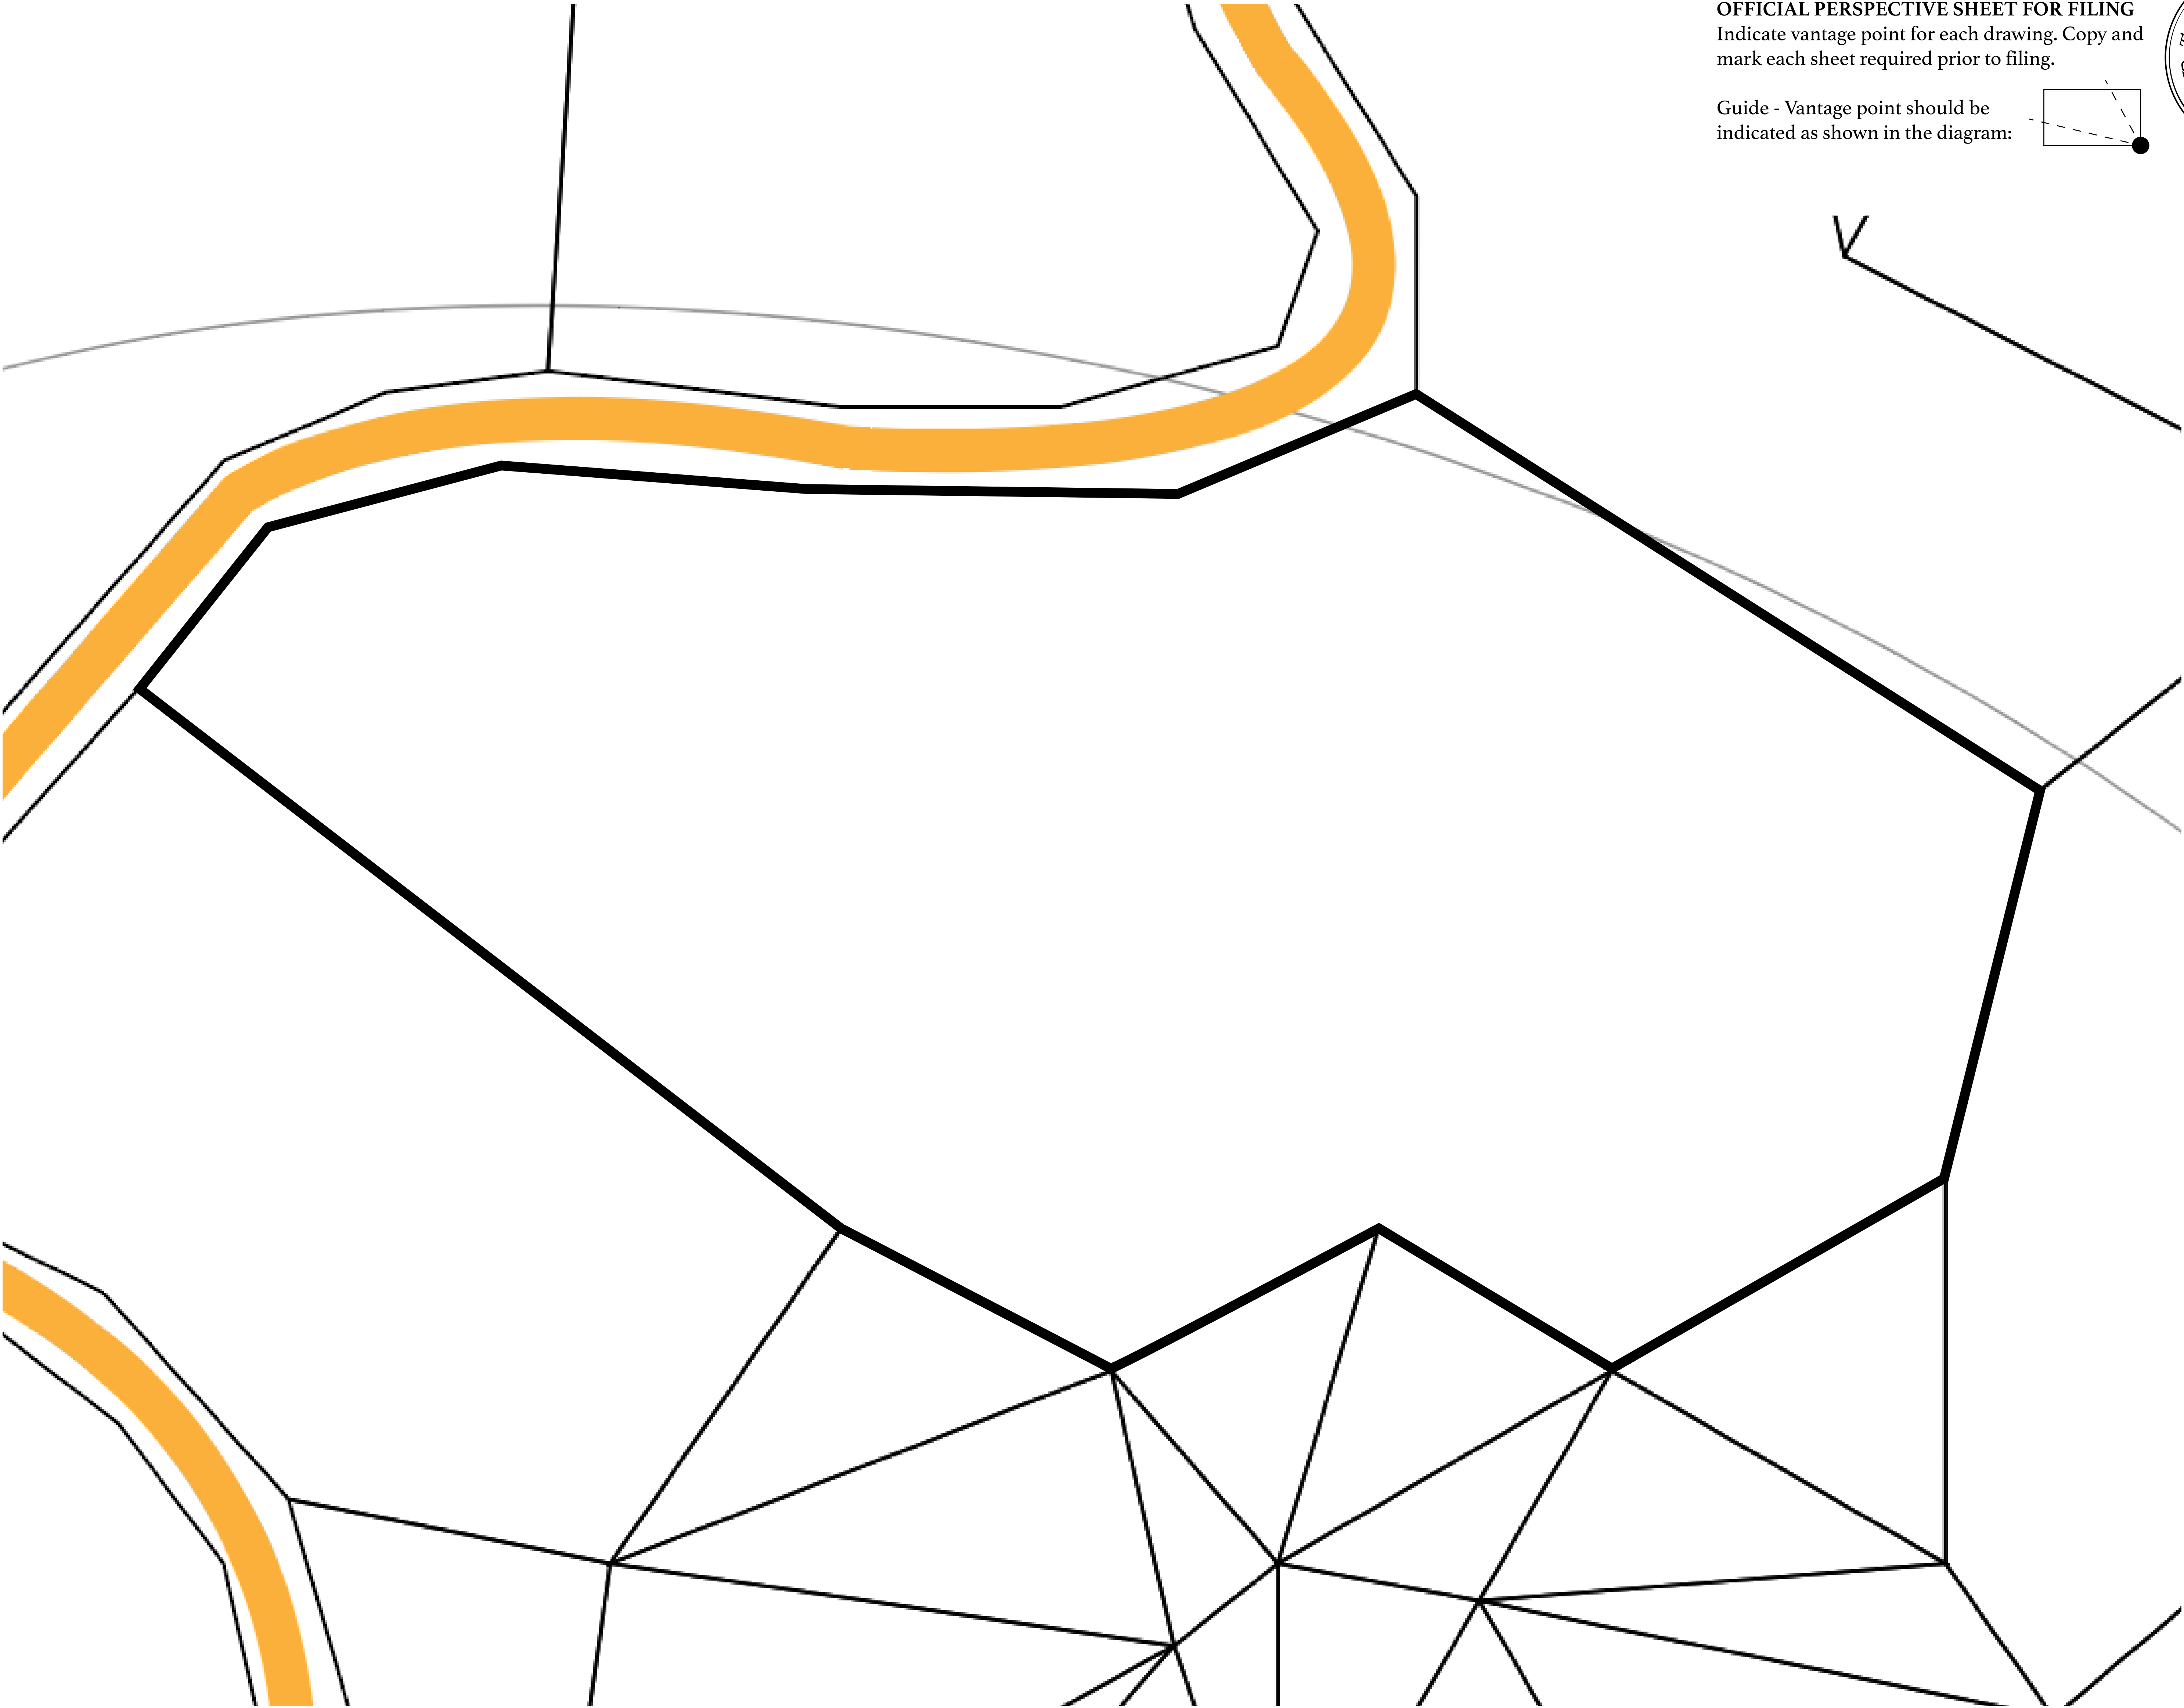 OFFICIAL PERSPECTIVE SHEET FOR FILING
Indicate vantage point for each drawing. Copy and
mark each sheet required prior to filing.
Guide - Vantage point should be
indicated as shown in the diagram: